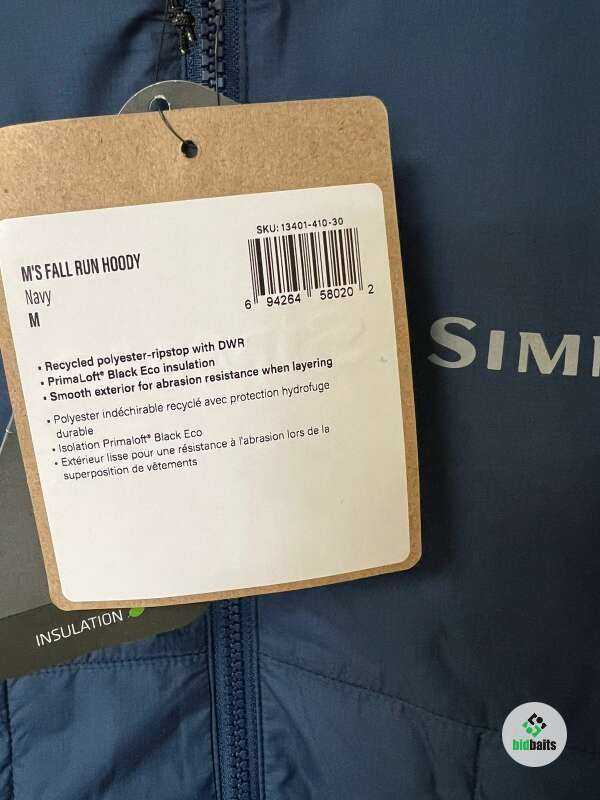 SKU: 13401-410-30
M'S FALL RUN HOODY
Navy
M
6 94264 58020 2
• Recycled polyester-ripstop with DWR
• PrimaLoft® Black Eco insulation
• Smooth exterior for abrasion resistance when layering
• Polyester indéchirable recyclé avec protection hydrofuge
durable
• Isolation Primaloft® Black Eco
• Extérieur lisse pour une résistance à l'abrasion lors de la
superposition de vêtements
SIM
INSULATION
bidbaits